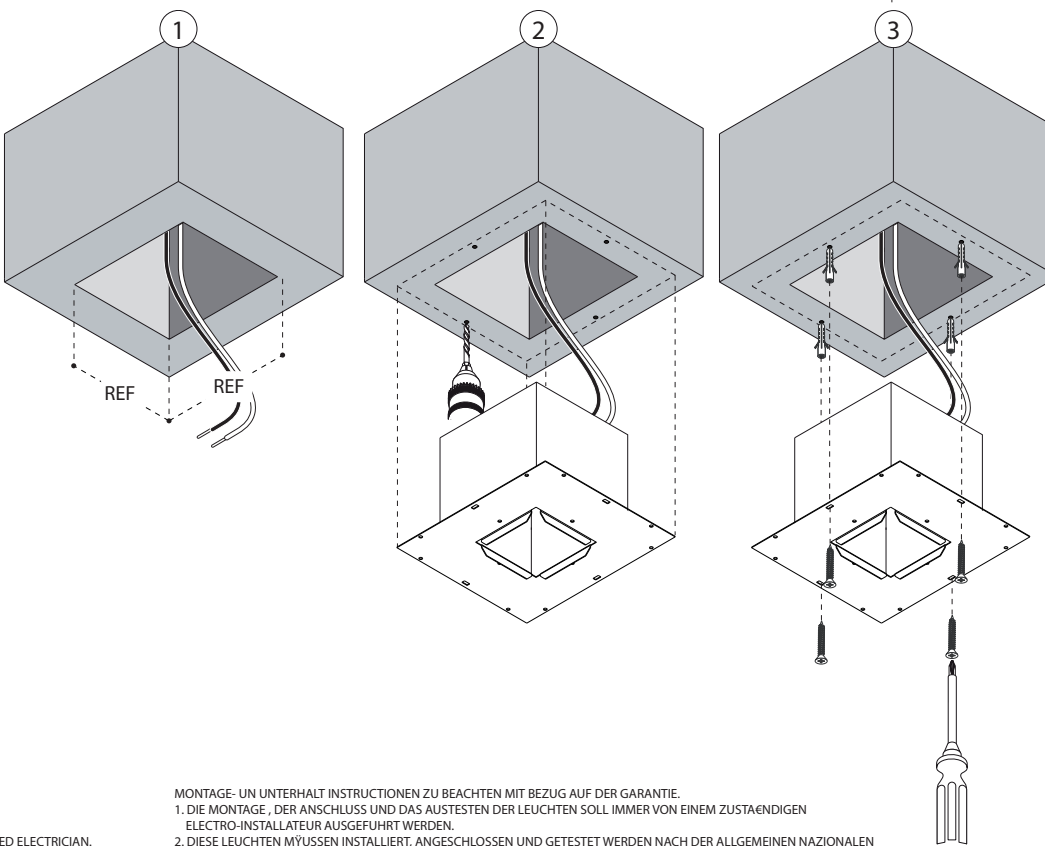 1
2
3
REF
REF
MONTAGE- UN UNTERHALT INSTRUCTIONEN ZU BEACHTEN MIT BEZUG AUF DER GARANTIE.
1. DIE MONTAGE , DER ANSCHLUSS UND DAS AUSTESTEN DER LEUCHTEN SOLL IMMER VON EINEM ZUSTA€NDIGEN
ELECTRO-INSTALLATEUR AUSGEFUHRT WERDEN.
ED ELECTRICIAN.
2. DIESE LEUCHTEN MŸUSSEN INSTALLIERT. ANGESCHLOSSEN UND GETESTET WERDEN NACH DER ALLGEMEINEN NAZIONALEN